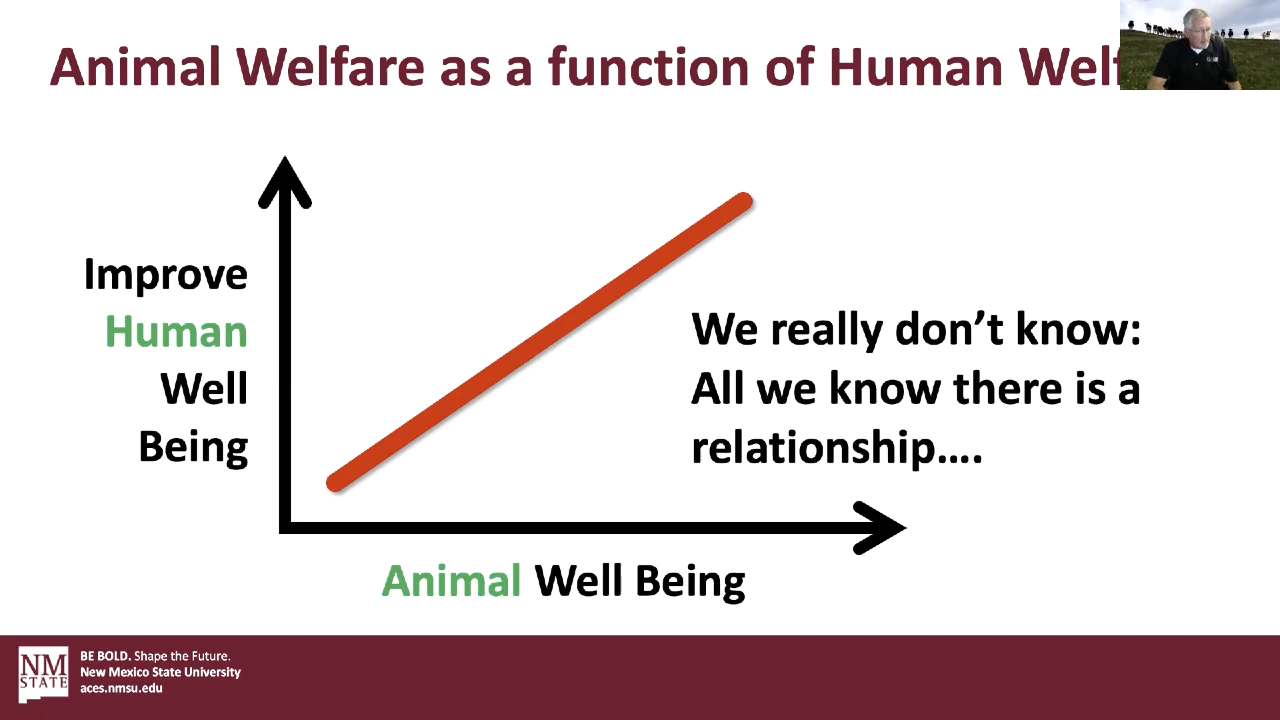 Animal Welfare as a function of Human
Improve
Human
Well
Being
We really don’t know:
All we know there is a
relationship....
Animal Well Being
NM
STATE
BE BOLD. Shape the Future.
New Mexico State University
aces.nmsu.edu